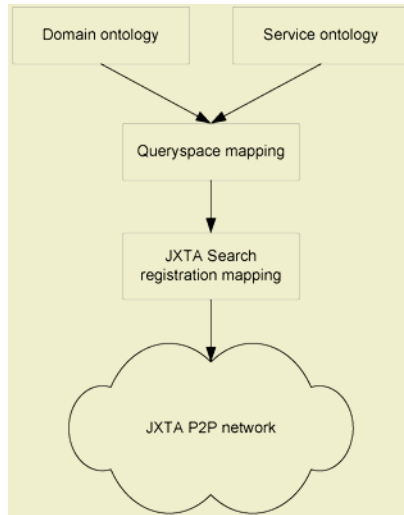 Domain ontology
Service ontology
Queryspace mapping
JXTA Search
registration mapping
JXTA P2P network